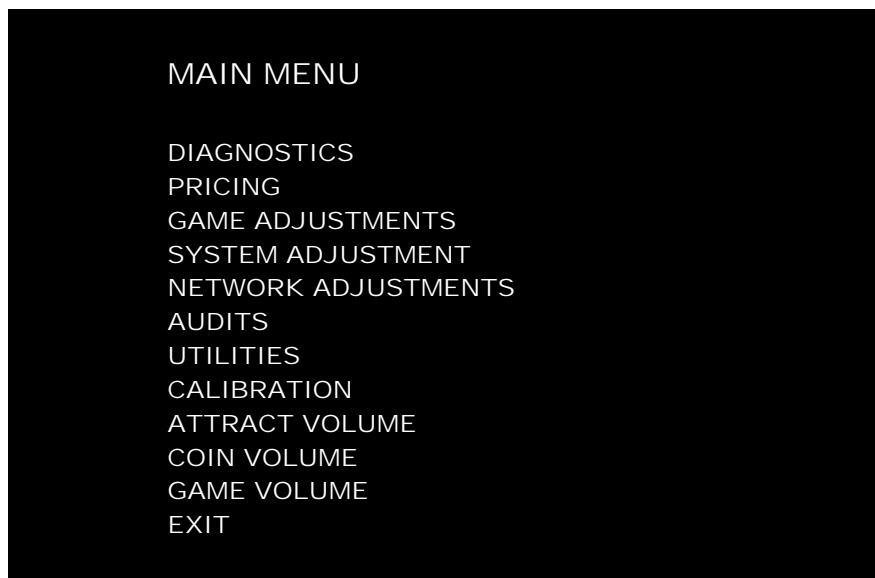 MAIN MENU
DIAGNOSTICS
PRICING
GAME ADJUSTMENTS
SYSTEM ADJUSTMENT
NETWORK ADJUSTMENTS
AUDITS
UTILITIES
CALIBRATION
ATTRACT VOLUME
COIN VOLUME
GAME VOLUME
EXIT